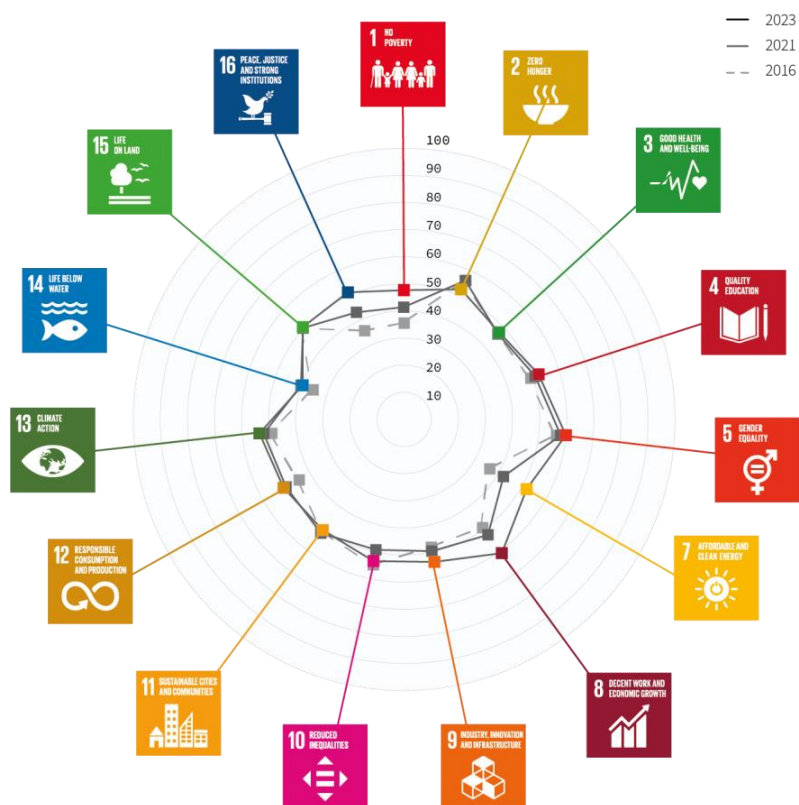 2023
2021
2016
1 NO
POVERTY
16 PEACE, JUSTICE
AND STRONG
INSTITUTIONS
2 ZERO
HUNGER
15 LIFE
ON LAND
3 GOOD HEALTH
AND WELL-BEING
14 LIFE BELOW
WATER
4 QUALITY
EDUCATION
13 CLIMATE
ACTION
5 GENDER
EQUALITY
12 RESPONSIBLE
CONSUMPTION
AND PRODUCTION
7 AFFORDABLE AND
CLEAN ENERGY
11 SUSTAINABLE CITIES
AND COMMUNITIES
8 DECENT WORK AND
ECONOMIC GROWTH
10 REDUCED
INEQUALITIES
9 INDUSTRY, INNOVATION
AND INFRASTRUCTURE
100
90
80
70
60
50
40
30
20
10